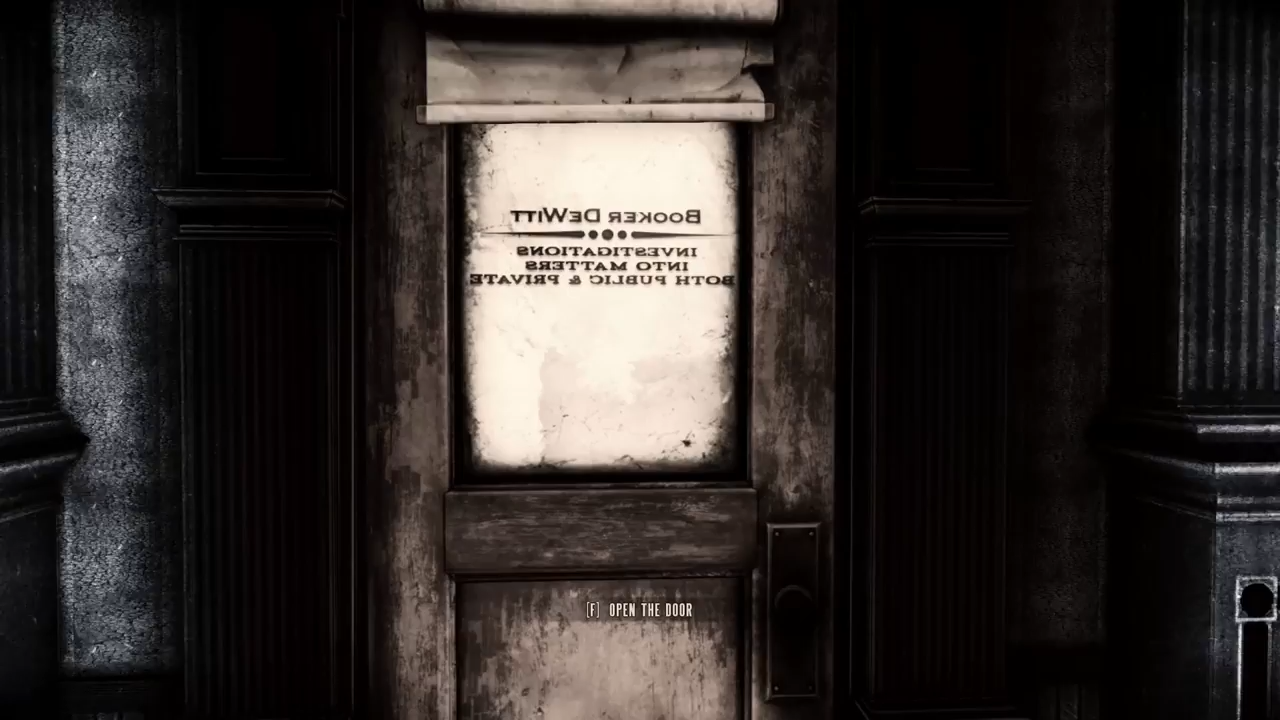 Booker DeWitt
Investigations
into Matters
both Public & Private
[F] OPEN THE DOOR